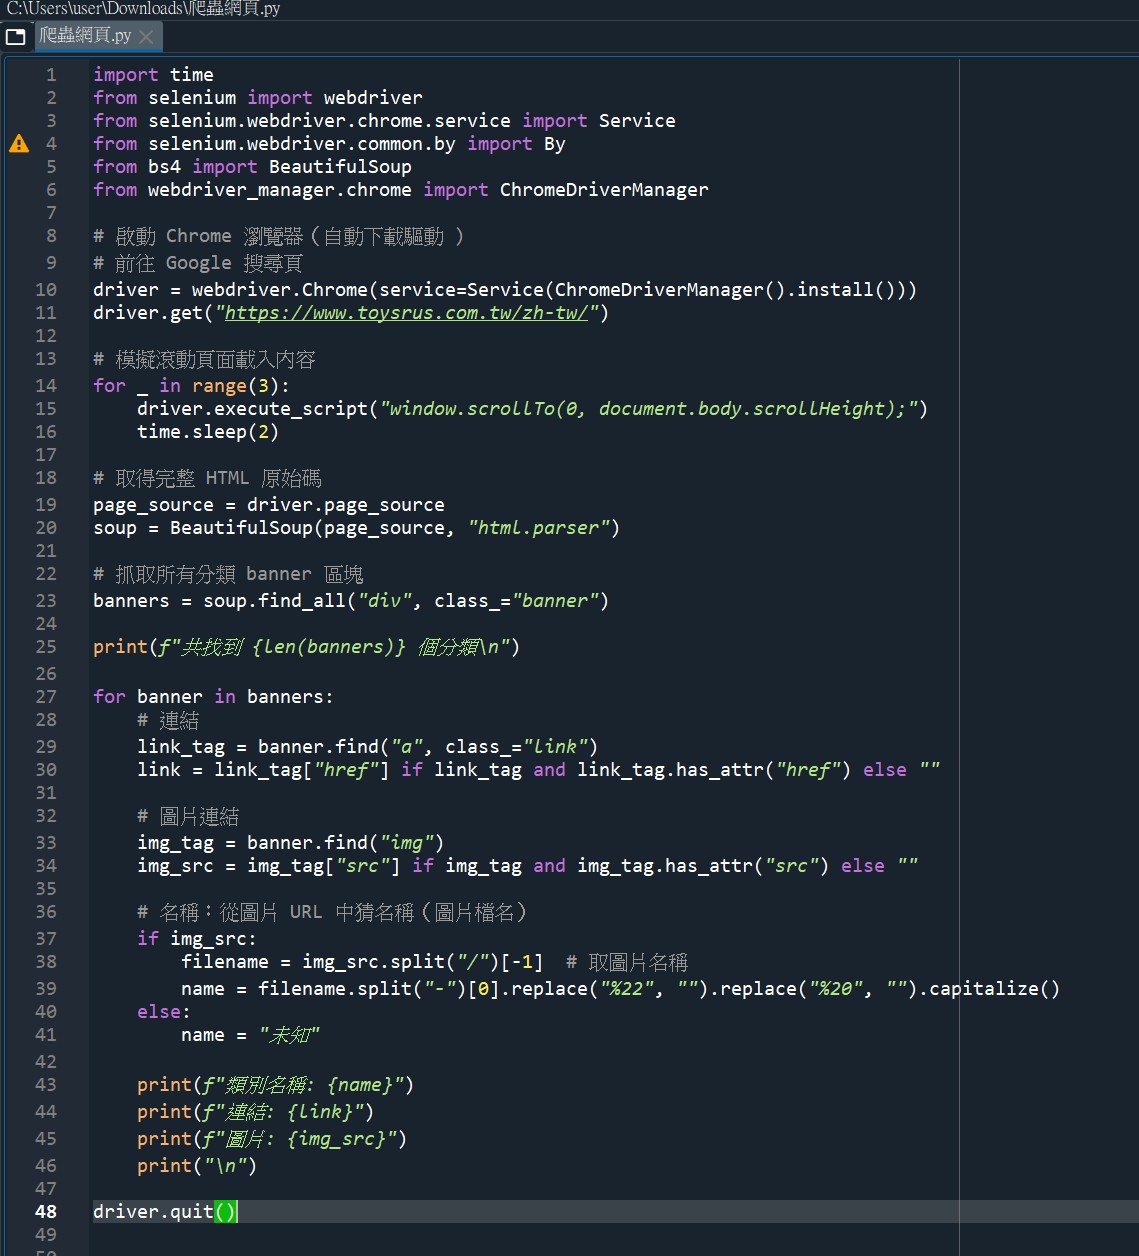 C:\Users\user\Downloads\爬蟲網頁.py
爬蟲網頁.py
1 import time
2 from selenium import webdriver
3 from selenium.webdriver.chrome.service import Service
4 from selenium.webdriver.common.by import By
5 from bs4 import BeautifulSoup
6 from webdriver_manager.chrome import ChromeDriverManager
7
8 # 啟動 Chrome 瀏覽器（自動下載驅動 ）
9 # 前往 Google 搜尋頁
10 driver = webdriver.Chrome(service=Service(ChromeDriverManager().install()))
11 driver.get("https://www.toysrus.com.tw/zh-tw/")
12
13 # 模擬滾動頁面載入內容
14 for _ in range(3):
15     driver.execute_script("window.scrollTo(0, document.body.scrollHeight);")
16     time.sleep(2)
17
18 # 取得完整 HTML 原始碼
19 page_source = driver.page_source
20 soup = BeautifulSoup(page_source, "html.parser")
21
22 # 抓取所有分類 banner 區塊
23 banners = soup.find_all("div", class_="banner")
24
25 print(f"共找到 {len(banners)} 個分類\n")
26
27 for banner in banners:
28     # 連結
29     link_tag = banner.find("a", class_="link")
30     link = link_tag["href"] if link_tag and link_tag.has_attr("href") else ""
31
32     # 圖片連結
33     img_tag = banner.find("img")
34     img_src = img_tag["src"] if img_tag and img_tag.has_attr("src") else ""
35
36     # 名稱：從圖片 URL 中猜名稱（圖片檔名）
37     if img_src:
38         filename = img_src.split("/")[-1]  # 取圖片名稱
39         name = filename.split("-")[0].replace("%22", "").replace("%20", "").capitalize()
40     else:
41         name = "未知"
42
43     print(f"類別名稱: {name}")
44     print(f"連結: {link}")
45     print(f"圖片: {img_src}")
46     print("\n")
47
48 driver.quit()
49